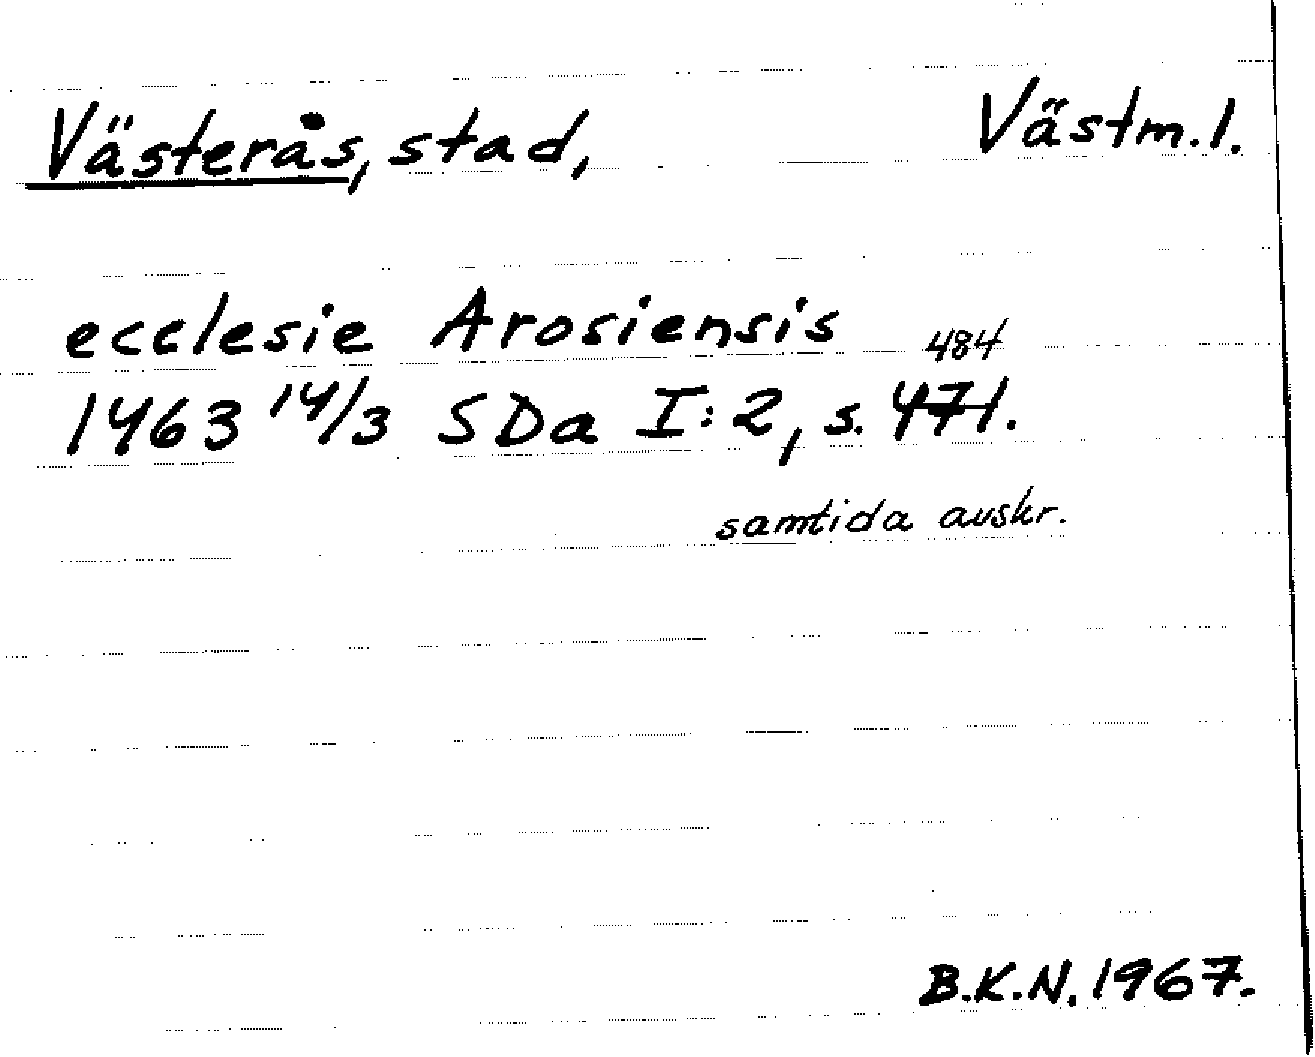 Västerås, stad, Västm.l.
ecclesie Arosiensis
484
1463 14/3 SDa I:2, s. 471.
samtida avskr.
B.K.N. 1967.